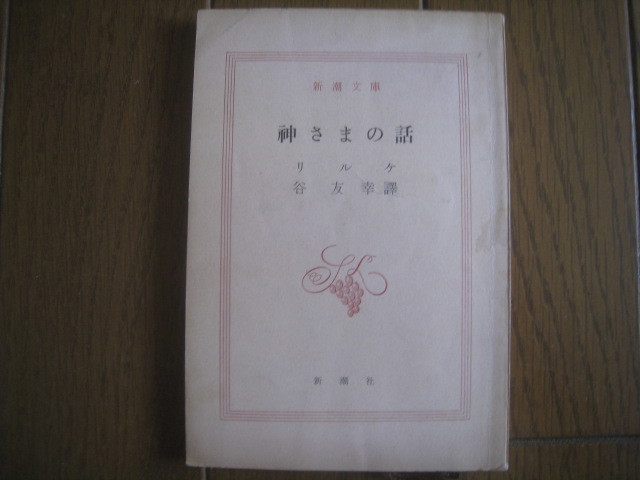 新潮文庫
神さまの話
リルケ
谷友幸譯
新潮社